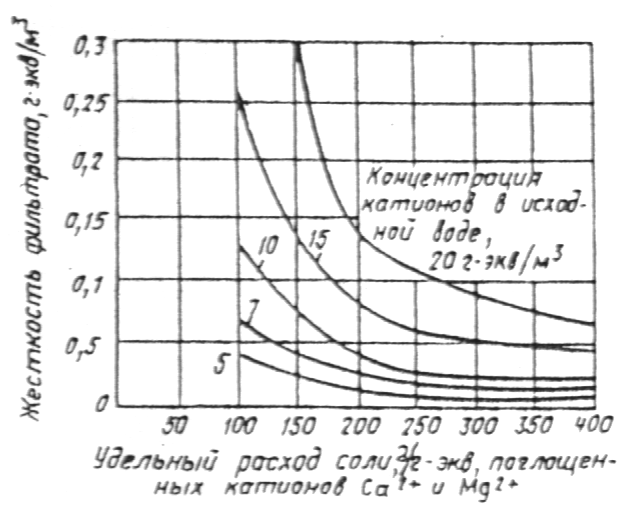 Жесткость фильтрата, г·экв/м³
0,3
0,25
0,2
0,15
0,1
0,5
0
Концентрация
катионов в исход-
ной воде,
20 г-экв/м³
15
10
7
5
50 100 150 200 250 300 350 400
Удельный расход соли, г/г-экв, поглощен-
ных катионов Ca²⁺ и Mg²⁺